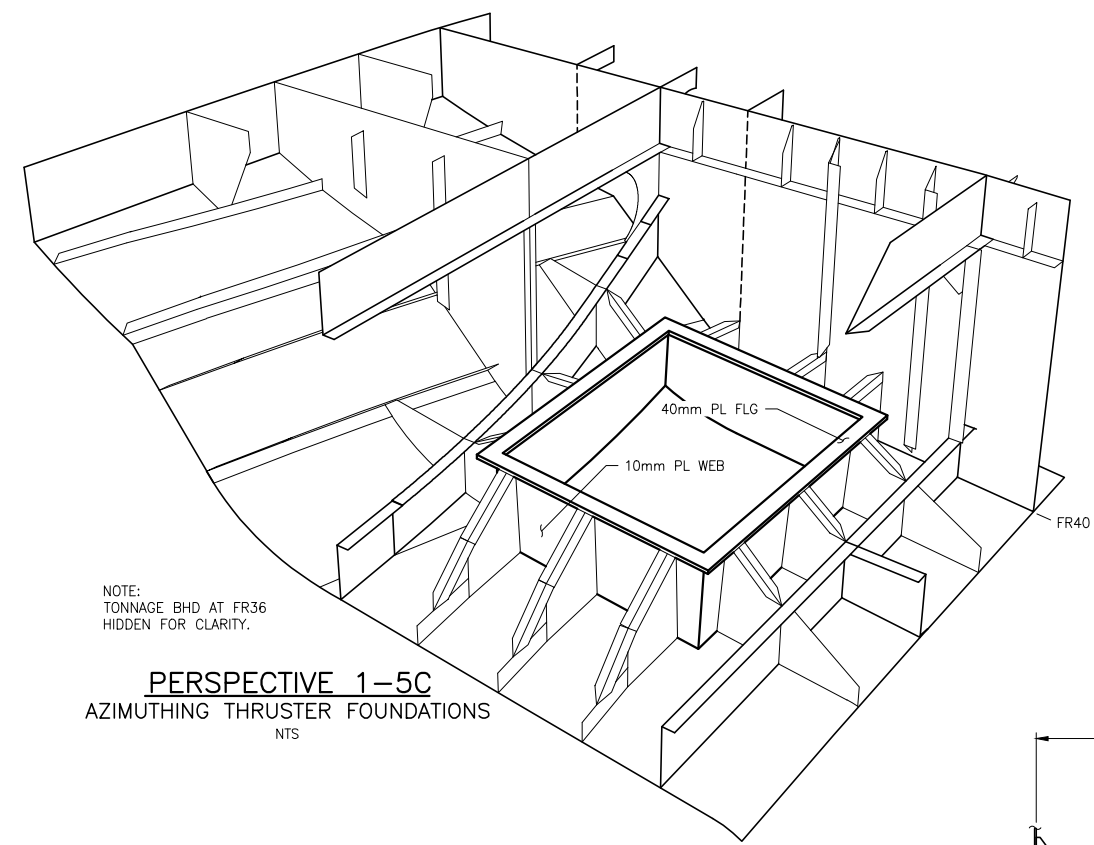 40mm PL FLG
10mm PL WEB
FR40
NOTE:
TONNAGE BHD AT FR36
HIDDEN FOR CLARITY.
PERSPECTIVE 1-5C
AZIMUTHING THRUSTER FOUNDATIONS
NTS